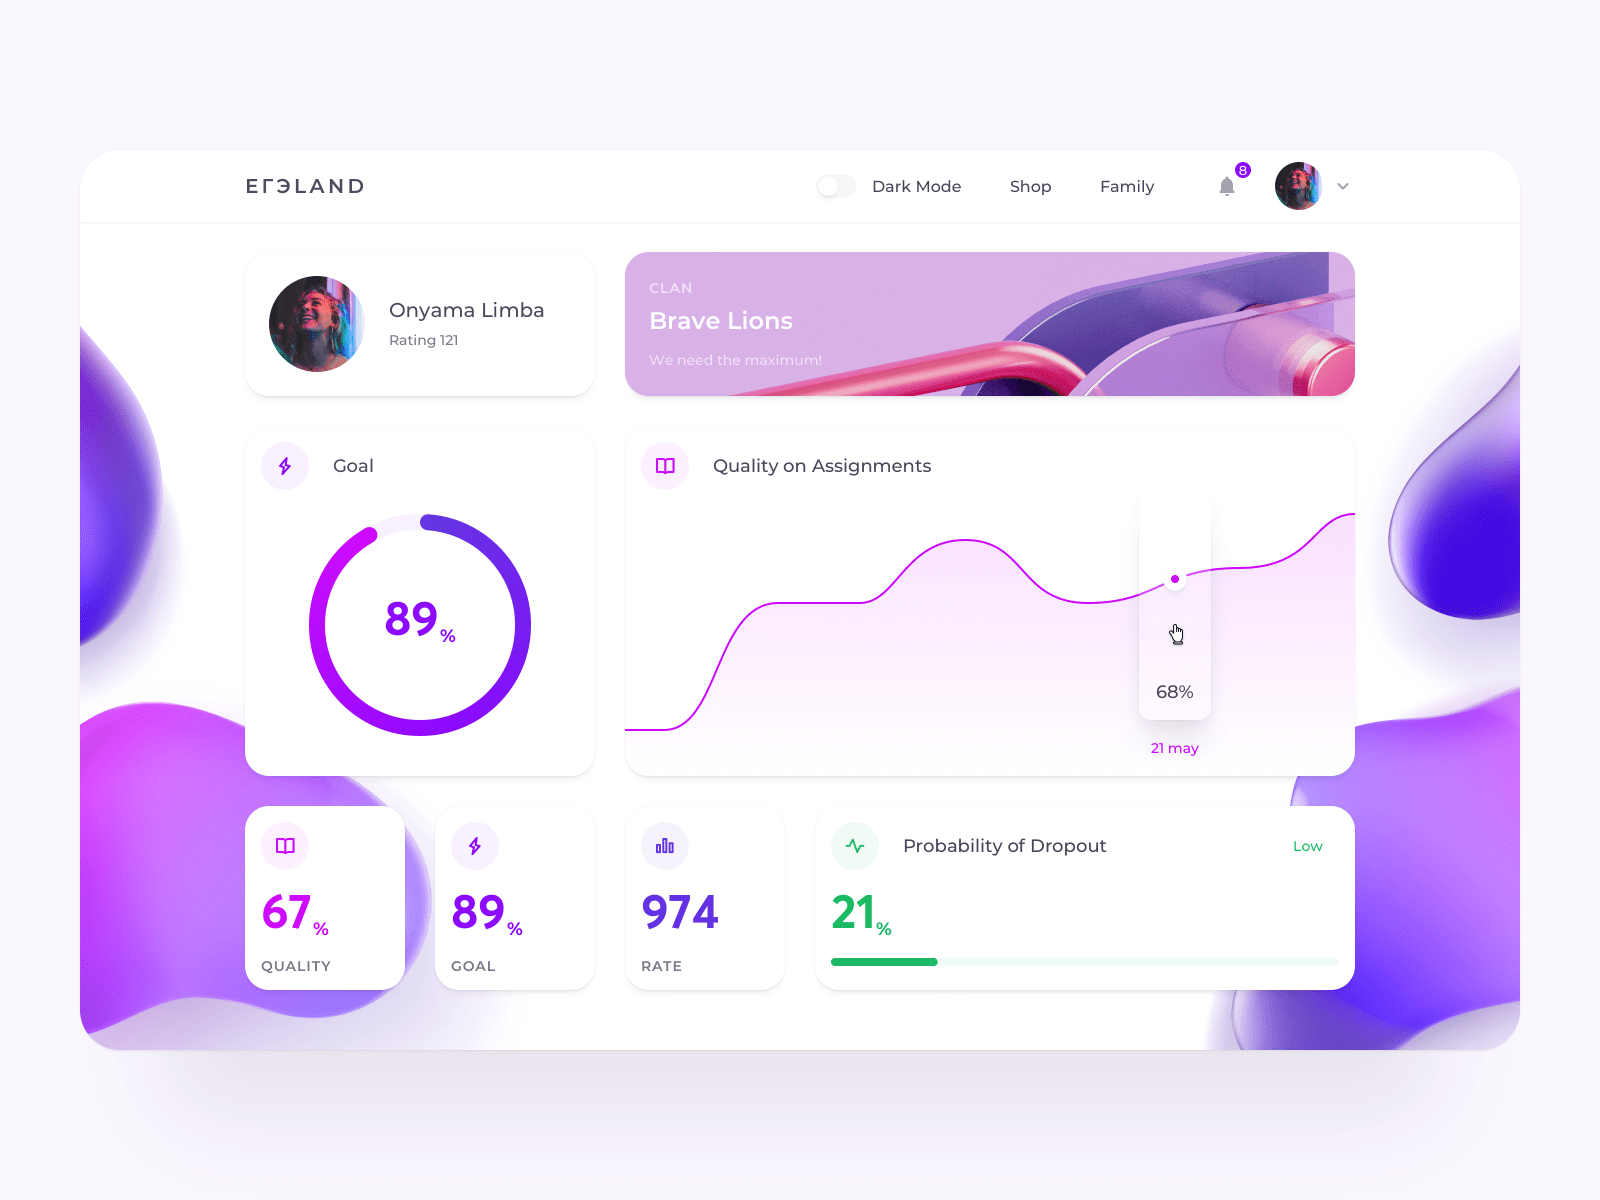 ЕГЭLAND
Dark Mode
Shop
Family
8
Onyama Limba
Rating 121
CLAN
Brave Lions
We need the maximum!
Goal
89%
Quality on Assignments
68%
21 may
67%
QUALITY
89%
GOAL
974
RATE
Probability of Dropout
Low
21%